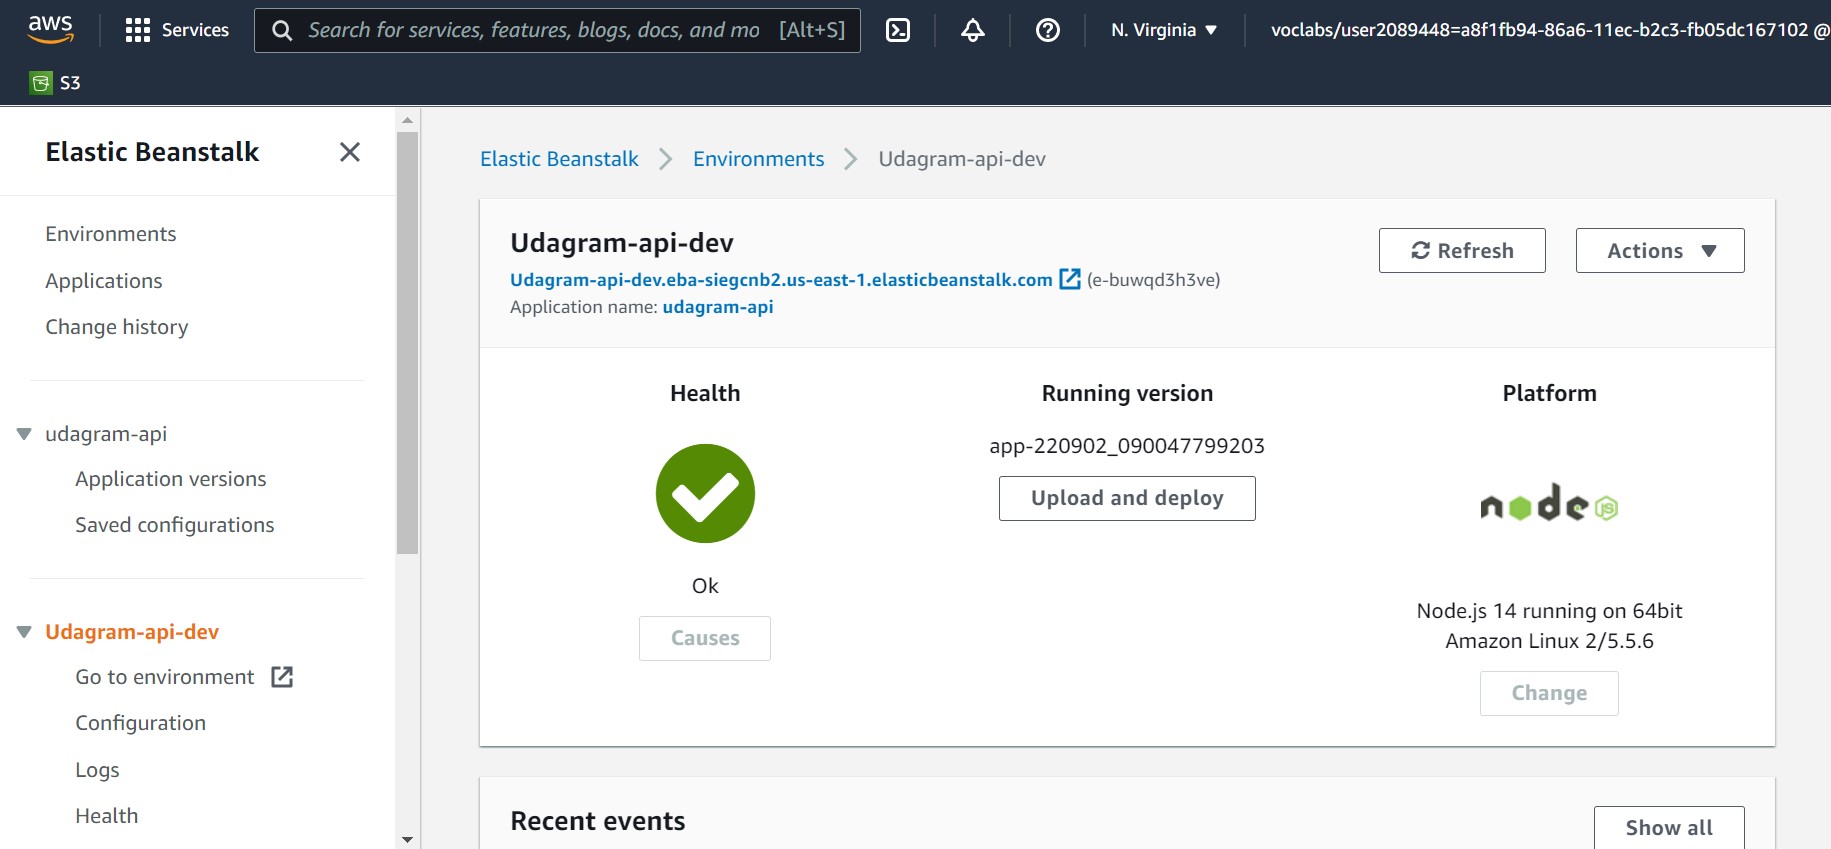 aws
Services
Search for services, features, blogs, docs, and mo [Alt+S]
N. Virginia
voclabs/user2089448=a8f1fb94-86a6-11ec-b2c3-fb05dc167102 @
S3
Elastic Beanstalk
Environments
Applications
Change history
udagram-api
Application versions
Saved configurations
Udagram-api-dev
Go to environment
Configuration
Logs
Health
Elastic Beanstalk
Environments
Udagram-api-dev
Udagram-api-dev
Udagram-api-dev.eba-siegcnb2.us-east-1.elasticbeanstalk.com (e-buwqd3h3ve)
Application name: udagram-api
Refresh
Actions
Health
Ok
Causes
Running version
app-220902_090047799203
Upload and deploy
Platform
node JS
Node.js 14 running on 64bit
Amazon Linux 2/5.5.6
Change
Recent events
Show all